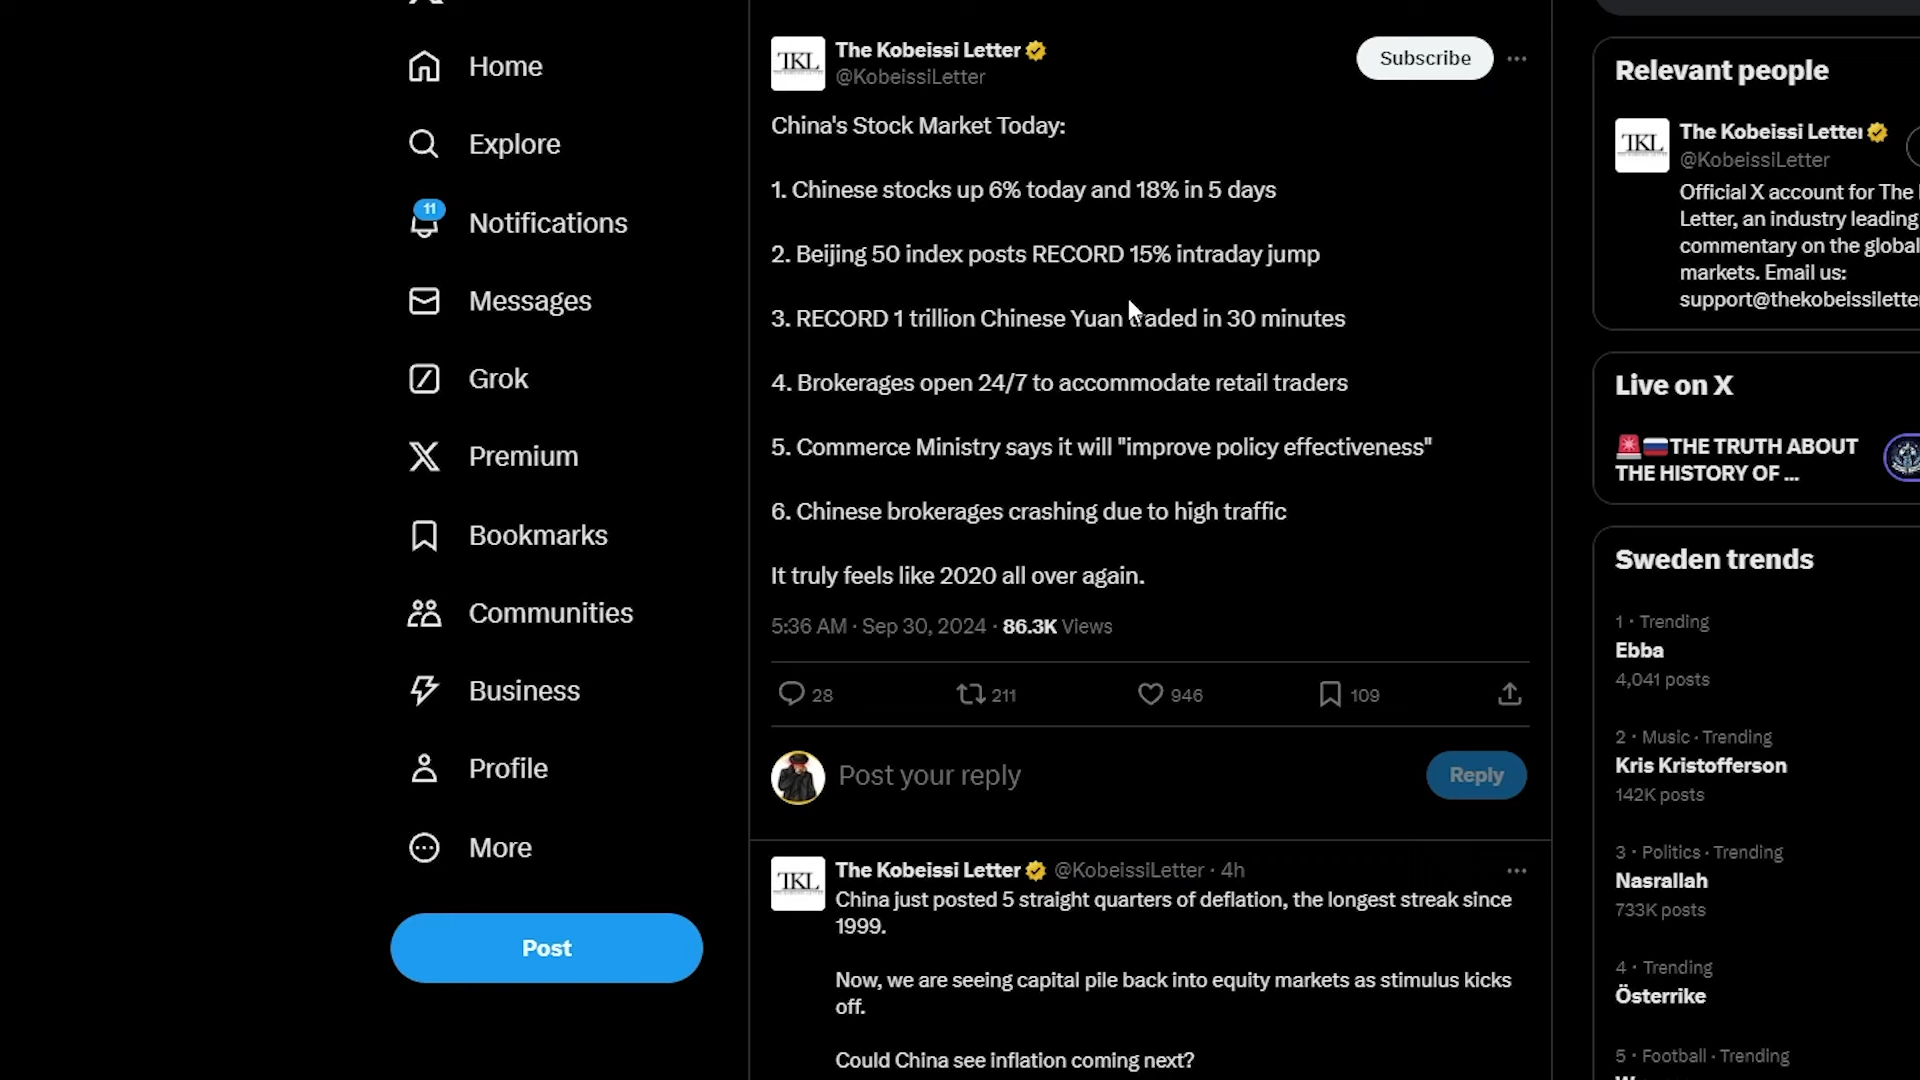 Home
Explore
11
Notifications
Messages
Grok
Premium
Bookmarks
Communities
Business
Profile
More
Post
TKL
The Kobeissi Letter
@KobeissiLetter
Subscribe
China's Stock Market Today:
1. Chinese stocks up 6% today and 18% in 5 days
2. Beijing 50 index posts RECORD 15% intraday jump
3. RECORD 1 trillion Chinese Yuan traded in 30 minutes
4. Brokerages open 24/7 to accommodate retail traders
5. Commerce Ministry says it will "improve policy effectiveness"
6. Chinese brokerages crashing due to high traffic
It truly feels like 2020 all over again.
5:36 AM · Sep 30, 2024 · 86.3K Views
28
211
946
109
Post your reply
Reply
TKL
The Kobeissi Letter @KobeissiLetter · 4h
China just posted 5 straight quarters of deflation, the longest streak since
1999.
Now, we are seeing capital pile back into equity markets as stimulus kicks
off.
Could China see inflation coming next?
Relevant people
TKL
The Kobeissi Letter
@KobeissiLetter
Official X account for The
Letter, an industry leading
commentary on the global
markets. Email us:
support@thekobeissiletter
Live on X
THE TRUTH ABOUT
THE HISTORY OF ...
Sweden trends
1 · Trending
Ebba
4,041 posts
2 · Music · Trending
Kris Kristofferson
142K posts
3 · Politics · Trending
Nasrallah
733K posts
4 · Trending
Österrike
5 · Football · Trending